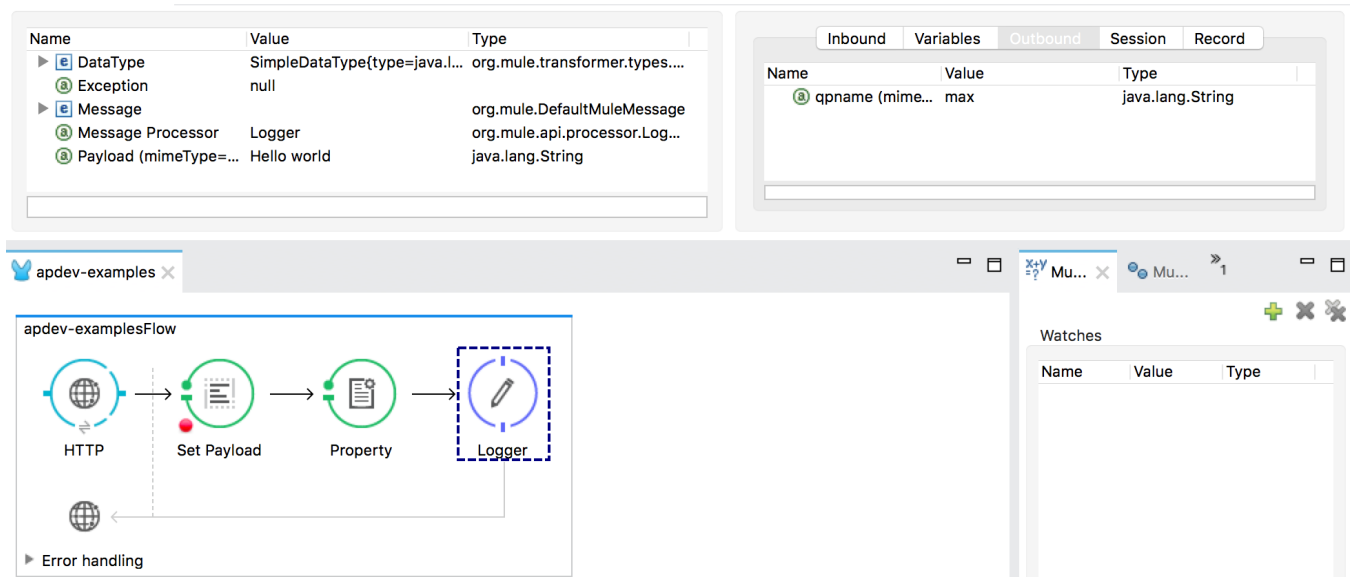 Name Value Type
DataType SimpleDataType{type=java.l... org.mule.transformer.types....
Exception null
Message org.mule.DefaultMuleMessage
Message Processor Logger org.mule.api.processor.Log...
Payload (mimeType=... Hello world java.lang.String
Inbound Variables Outbound Session Record
Name Value Type
qpname (mime... max java.lang.String
apdev-examples
apdev-examplesFlow
HTTP Set Payload Property Logger
Error handling
x+y =? Mu... Mu... »1
Watches
Name Value Type